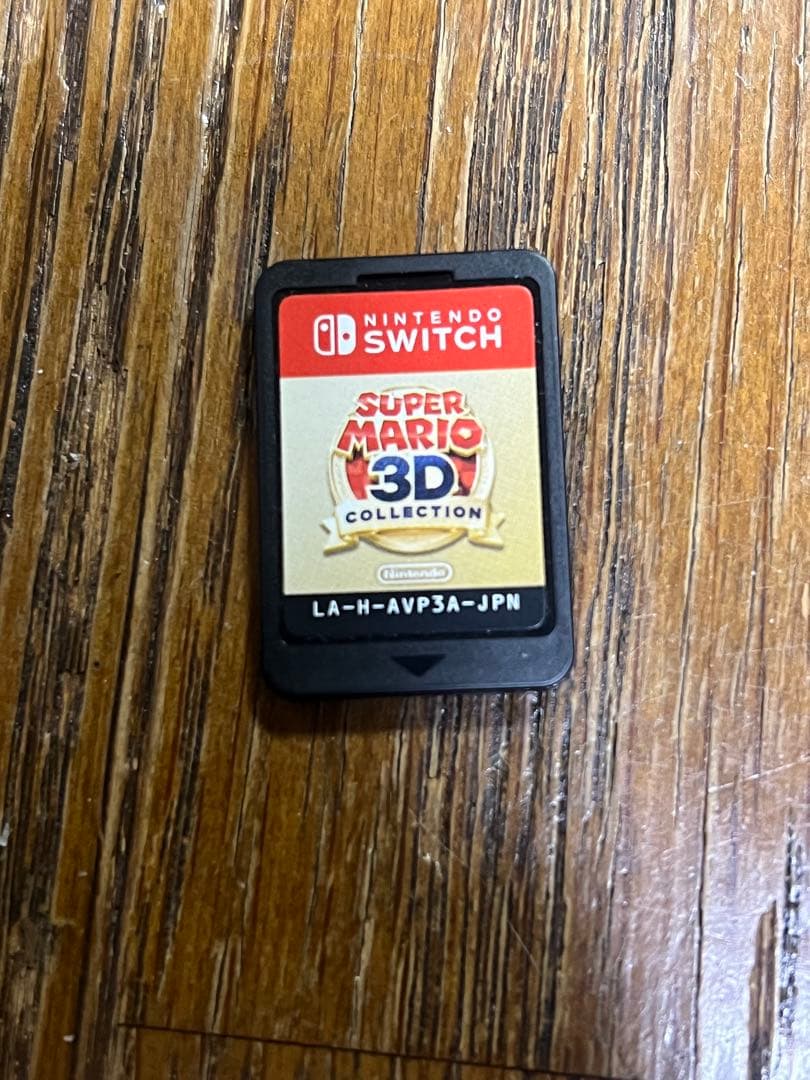 NINTENDO
SWITCH
SUPER
MARIO
3D
COLLECTION
Nintendo
LA-H-AVP3A-JPN